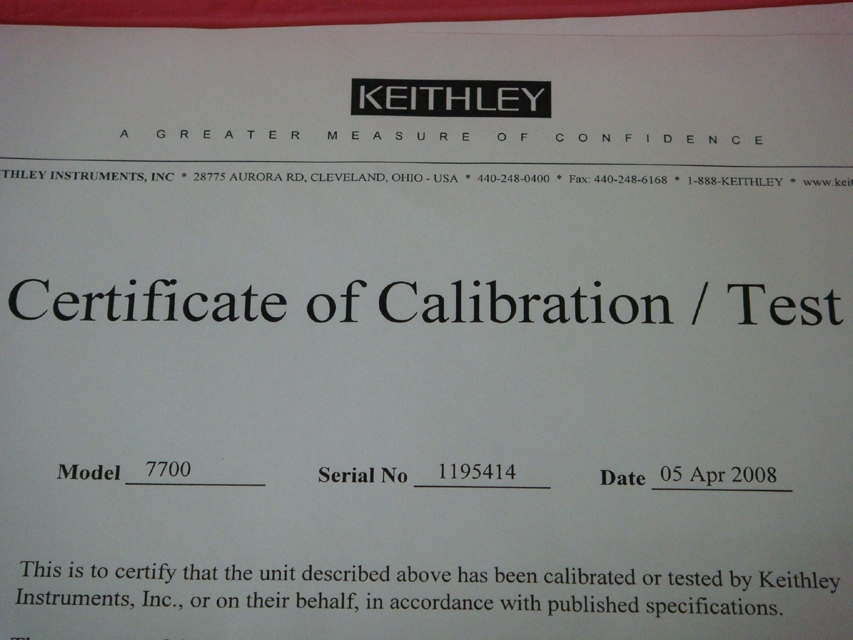 KEITHLEY
A GREATER MEASURE OF CONFIDENCE
THLEY INSTRUMENTS, INC * 28775 AURORA RD, CLEVELAND, OHIO - USA * 440-248-0400 * Fax: 440-248-6168 * 1-888-KEITHLEY * www.keit
Certificate of Calibration / Test
Model 7700 Serial No 1195414 Date 05 Apr 2008
This is to certify that the unit described above has been calibrated or tested by Keithley
Instruments, Inc., or on their behalf, in accordance with published specifications.